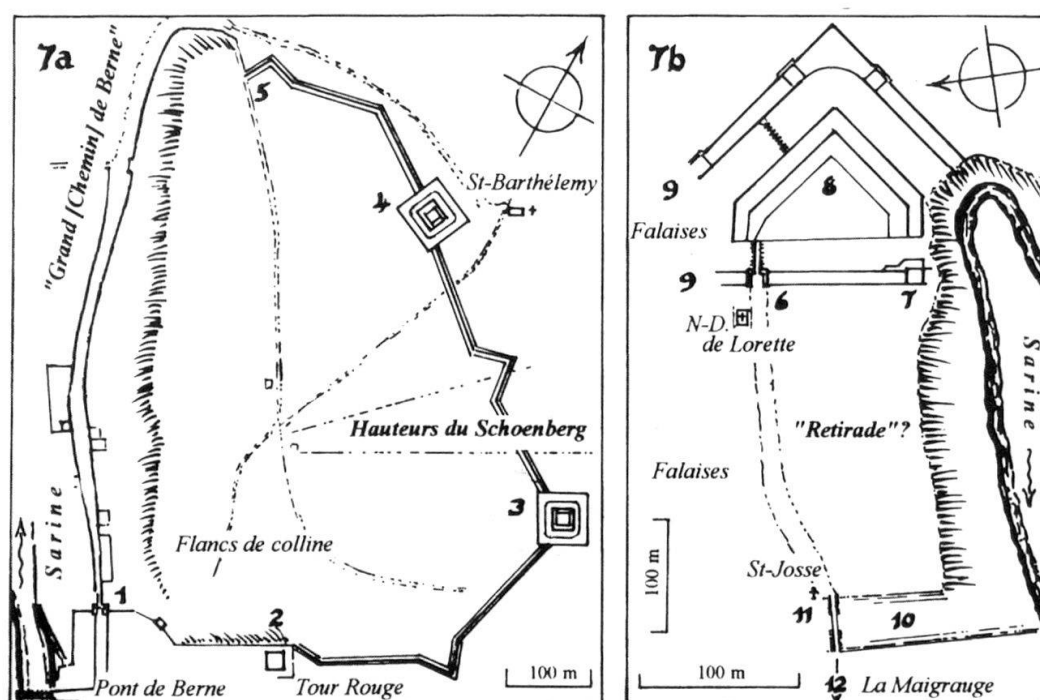 7a
"Grand [Chemin] de Berne"
5
St-Barthélemy
4
Hauteurs du Schoenberg
3
Flancs de colline
Sarine
1
2
Pont de Berne
Tour Rouge
100 m
7b
9
8
Falaises
9
6
7
N-D.
de Lorette
Sarine
"Retirade"?
Falaises
100 m
St-Josse
11
10
100 m
12
La Maigrauge